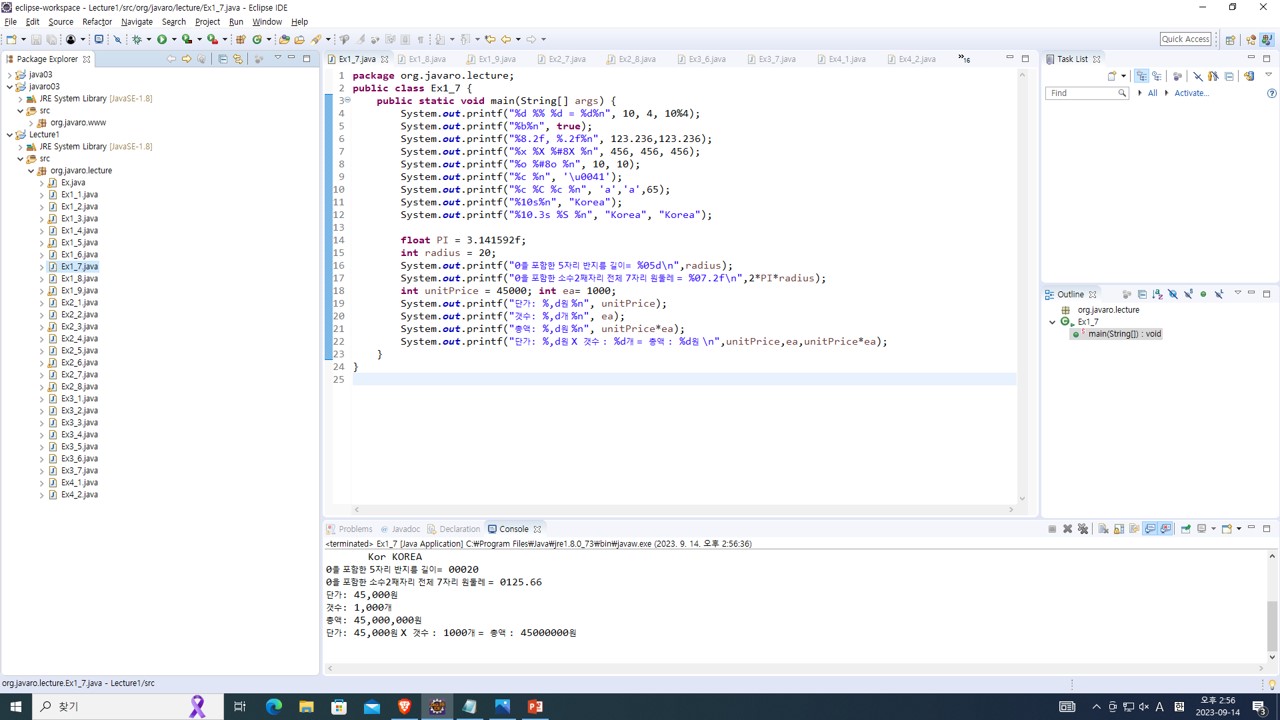 eclipse-workspace - Lecture1/src/org/javaro/lecture/Ex1_7.java - Eclipse IDE
File Edit Source Refactor Navigate Search Project Run Window Help
Quick Access
Package Explorer
java03
javaro03
JRE System Library [JavaSE-1.8]
src
org.javaro.www
Lecture1
JRE System Library [JavaSE-1.8]
src
org.javaro.lecture
Ex.java
Ex1_1.java
Ex1_2.java
Ex1_3.java
Ex1_4.java
Ex1_5.java
Ex1_6.java
Ex1_7.java
Ex1_8.java
Ex1_9.java
Ex2_1.java
Ex2_2.java
Ex2_3.java
Ex2_4.java
Ex2_5.java
Ex2_6.java
Ex2_7.java
Ex2_8.java
Ex3_1.java
Ex3_2.java
Ex3_3.java
Ex3_4.java
Ex3_5.java
Ex3_6.java
Ex3_7.java
Ex4_1.java
Ex4_2.java
Ex1_7.java Ex1_8.java Ex1_9.java Ex2_7.java Ex2_8.java Ex3_6.java Ex3_7.java Ex4_1.java Ex4_2.java »16
1 package org.javaro.lecture;
2 public class Ex1_7 {
3 public static void main(String[] args) {
4 System.out.printf("%d %% %d = %d%n", 10, 4, 10%4);
5 System.out.printf("%b%n", true);
6 System.out.printf("%8.2f, %.2f%n", 123.236,123.236);
7 System.out.printf("%x %X %#8X %n", 456, 456, 456);
8 System.out.printf("%o %#8o %n", 10, 10);
9 System.out.printf("%c %n", '\u0041');
10 System.out.printf("%c %C %c %n", 'a','a',65);
11 System.out.printf("%10s%n", "Korea");
12 System.out.printf("%10.3s %S %n", "Korea", "Korea");
13
14 float PI = 3.141592f;
15 int radius = 20;
16 System.out.printf("0을 포함한 5자리 반지름 길이= %05d\n",radius);
17 System.out.printf("0을 포함한 소수2째자리 전체 7자리 원둘레 = %07.2f\n",2*PI*radius);
18 int unitPrice = 45000; int ea= 1000;
19 System.out.printf("단가: %,d원 %n", unitPrice);
20 System.out.printf("갯수: %,d개 %n", ea);
21 System.out.printf("총액: %,d원 %n", unitPrice*ea);
22 System.out.printf("단가: %,d원 X 갯수 : %d개 = 총액 : %d원 \n",unitPrice,ea,unitPrice*ea);
23 }
24 }
25
Task List
Find All Activate...
Outline
org.javaro.lecture
Ex1_7
main(String[]) : void
Problems Javadoc Declaration Console
<terminated> Ex1_7 [Java Application] C:₩Program Files₩Java₩jre1.8.0_73₩bin₩javaw.exe (2023. 9. 14. 오후 2:56:36)
Kor KOREA
0을 포함한 5자리 반지름 길이= 00020
0을 포함한 소수2째자리 전체 7자리 원둘레 = 0125.66
단가: 45,000원
갯수: 1,000개
총액: 45,000,000원
단가: 45,000원 X 갯수 : 1000개 = 총액 : 45000000원
org.javaro.lecture.Ex1_7.java - Lecture1/src
찾기
A 한
오후 2:56
2023-09-14
3